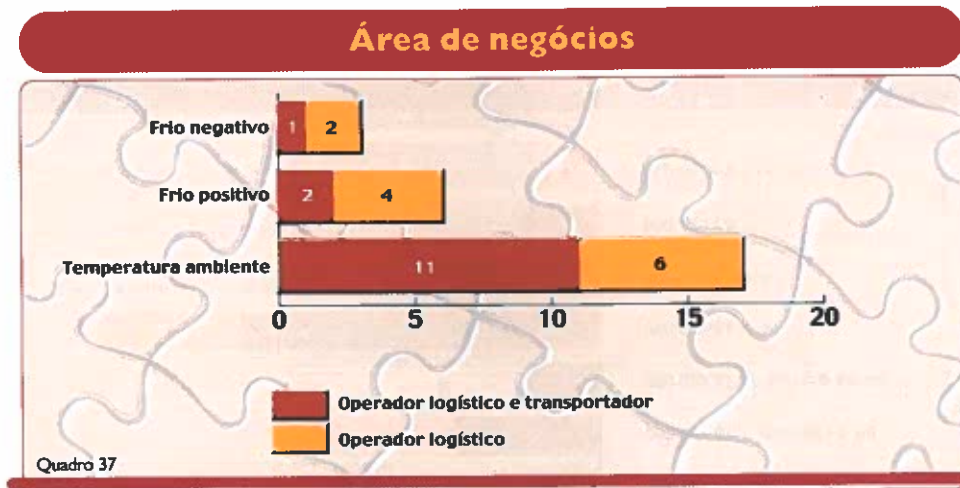 Área de negócios
Frio negativo 1 2
Frio positivo 2 4
Temperatura ambiente 11 6
0 5 10 15 20
Operador logístico e transportador
Operador logístico
Quadro 37